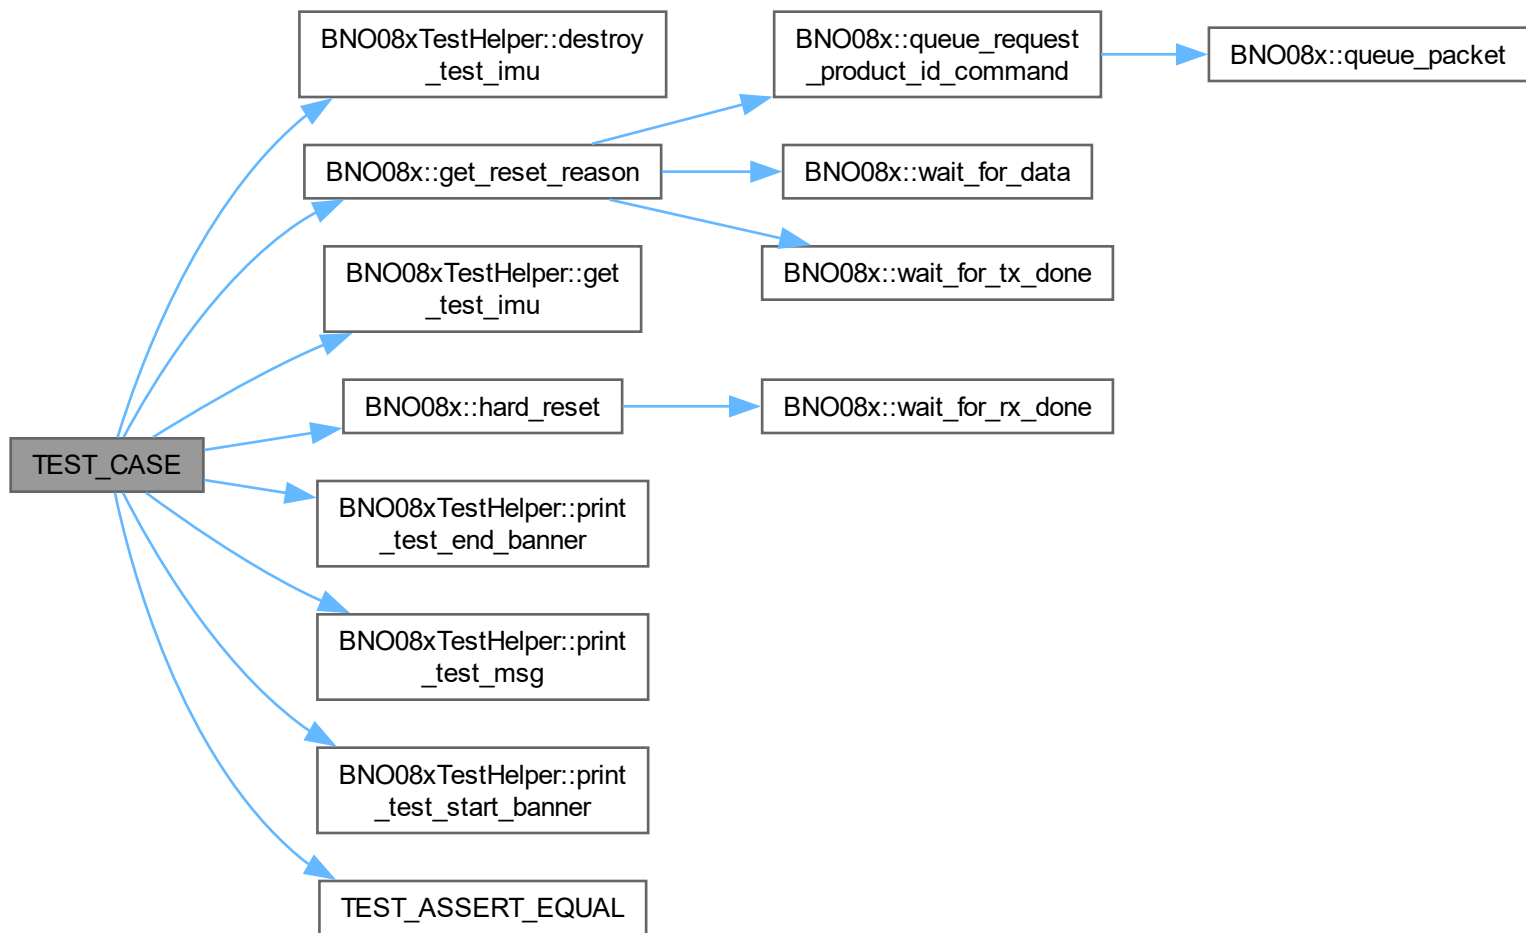 TEST_CASE
BNO08xTestHelper::destroy
_test_imu
BNO08x::get_reset_reason
BNO08xTestHelper::get
_test_imu
BNO08x::hard_reset
BNO08xTestHelper::print
_test_end_banner
BNO08xTestHelper::print
_test_msg
BNO08xTestHelper::print
_test_start_banner
TEST_ASSERT_EQUAL
BNO08x::queue_request
_product_id_command
BNO08x::wait_for_data
BNO08x::wait_for_tx_done
BNO08x::wait_for_rx_done
BNO08x::queue_packet